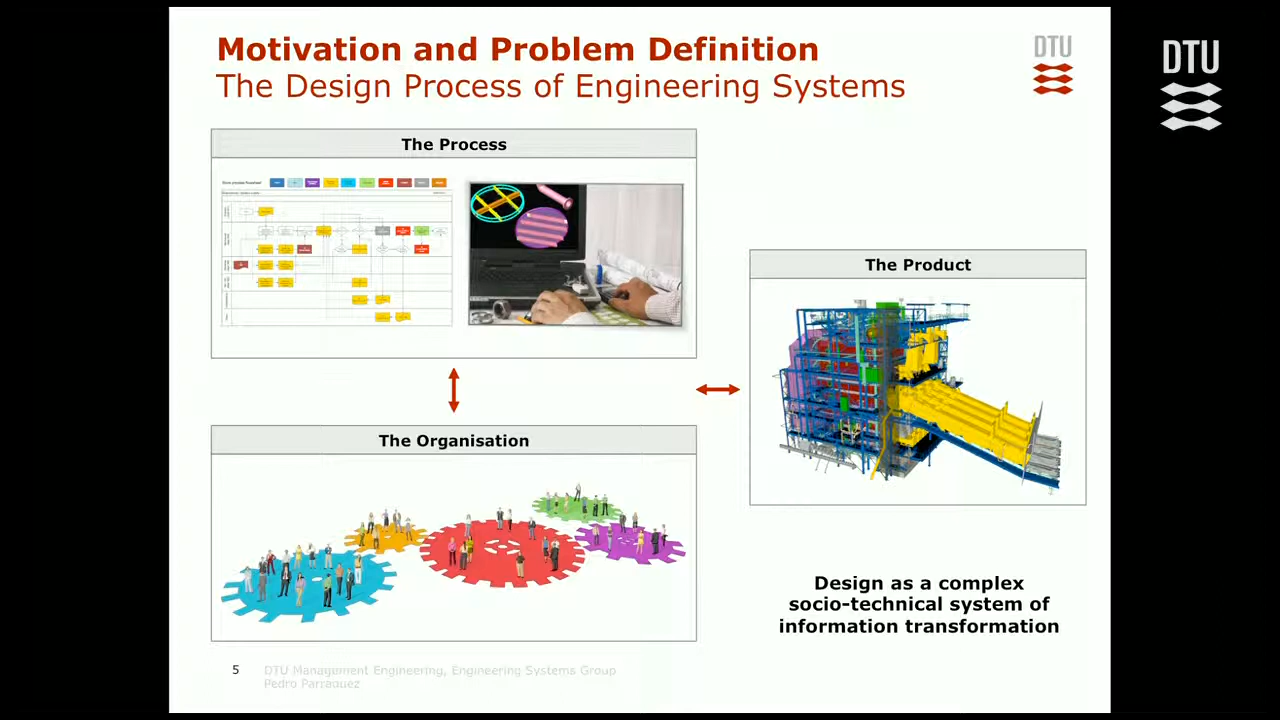 Motivation and Problem Definition
The Design Process of Engineering Systems
DTU
DTU
The Process
The Product
The Organisation
Design as a complex
socio-technical system of
information transformation
5
DTU Management Engineering, Engineering Systems Group
Pedro Parraguez